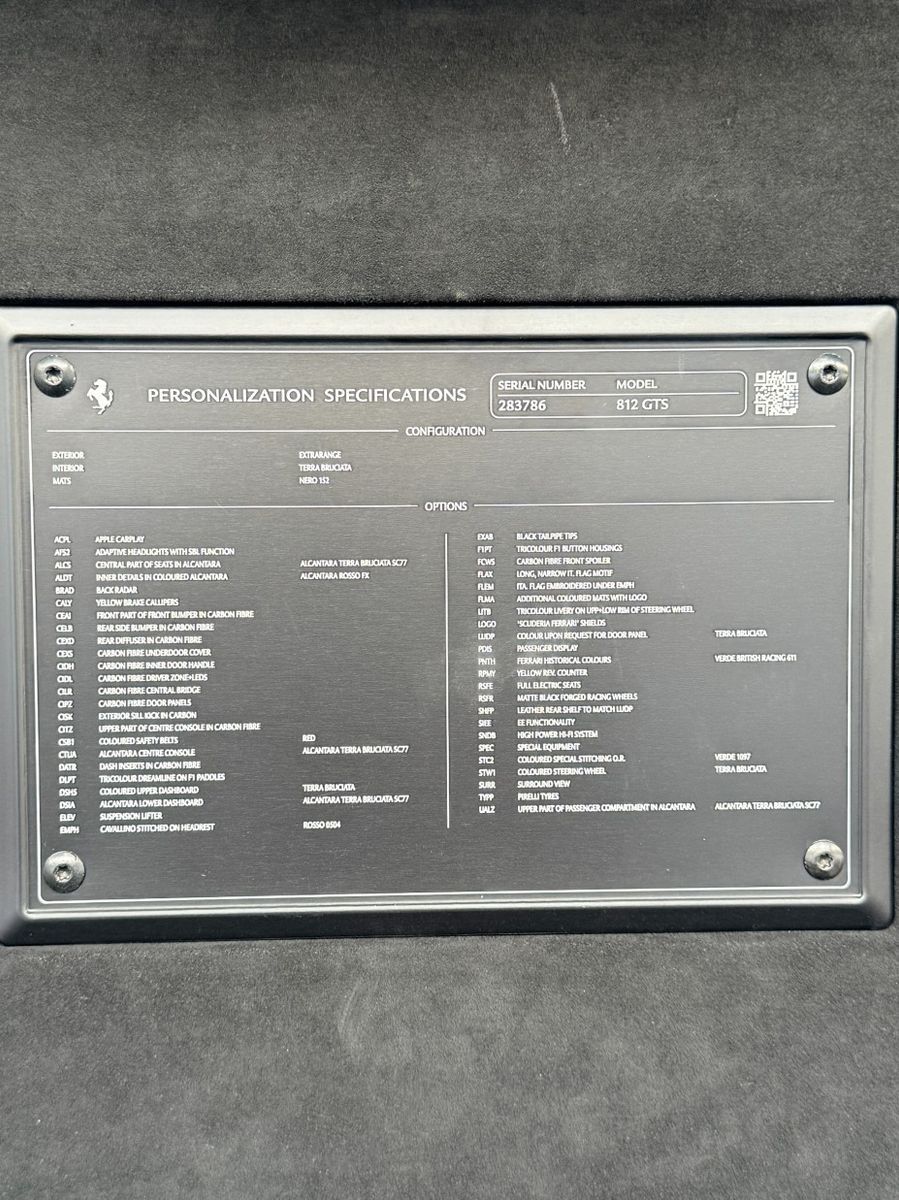 PERSONALIZATION SPECIFICATIONS
SERIAL NUMBER MODEL
283786 812 GTS
CONFIGURATION
EXTERIOR EXTRARANGE
INTERIOR TERRA BRUCIATA
MATS NERO 152
OPTIONS
ACPL APPLE CARPLAY
AFS2 ADAPTIVE HEADLIGHTS WITH SBL FUNCTION
ALCS CENTRAL PART OF SEATS IN ALCANTARA ALCANTARA TERRA BRUCIATA SC77
ALDT INNER DETAILS IN COLOURED ALCANTARA ALCANTARA ROSSO FX
BRAD BACK RADAR
CALY YELLOW BRAKE CALLIPERS
CEA1 FRONT PART OF FRONT BUMPER IN CARBON FIBRE
CELB REAR SIDE BUMPER IN CARBON FIBRE
CEXD REAR DIFFUSER IN CARBON FIBRE
CEXS CARBON FIBRE UNDERDOOR COVER
CIDH CARBON FIBRE INNER DOOR HANDLE
CIDL CARBON FIBRE DRIVER ZONE+LEDS
CILR CARBON FIBRE CENTRAL BRIDGE
CIPZ CARBON FIBRE DOOR PANELS
CISK EXTERIOR SILL KICK IN CARBON
CITZ UPPER PART OF CENTRE CONSOLE IN CARBON FIBRE
CSB1 COLOURED SAFETY BELTS RED
CTUA ALCANTARA CENTRE CONSOLE ALCANTARA TERRA BRUCIATA SC77
DATR DASH INSERTS IN CARBON FIBRE
DLPT TRICOLOUR DREAMLINE ON F1 PADDLES
DSH5 COLOURED UPPER DASHBOARD TERRA BRUCIATA
DSIA ALCANTARA LOWER DASHBOARD ALCANTARA TERRA BRUCIATA SC77
ELEV SUSPENSION LIFTER
EMPH CAVALLINO STITCHED ON HEADREST ROSSO 0504
EXAB BLACK TAILPIPE TIPS
F1PT TRICOLOUR F1 BUTTON HOUSINGS
FCWS CARBON FIBRE FRONT SPOILER
FLAX LONG, NARROW IT. FLAG MOTIF
FLEM ITA. FLAG EMBROIDERED UNDER EMPH
FLMA ADDITIONAL COLOURED MATS WITH LOGO
LITB TRICOLOUR LIVERY ON UPP+LOW RIM OF STEERING WHEEL
LOGO "SCUDERIA FERRARI" SHIELDS
LUDP COLOUR UPON REQUEST FOR DOOR PANEL TERRA BRUCIATA
PDIS PASSENGER DISPLAY
PNTH FERRARI HISTORICAL COLOURS VERDE BRITISH RACING 611
RPMY YELLOW REV. COUNTER
RSFE FULL ELECTRIC SEATS
RSFR MATTE BLACK FORGED RACING WHEELS
SHFP LEATHER REAR SHELF TO MATCH LUDP
SIEE EE FUNCTIONALITY
SNDB HIGH POWER HI-FI SYSTEM
SPEC SPECIAL EQUIPMENT
STC2 COLOURED SPECIAL STITCHING O.R. VERDE 1097
STW1 COLOURED STEERING WHEEL TERRA BRUCIATA
SURR SURROUND VIEW
TYPP PIRELLI TYRES
UALZ UPPER PART OF PASSENGER COMPARTMENT IN ALCANTARA ALCANTARA TERRA BRUCIATA SC77